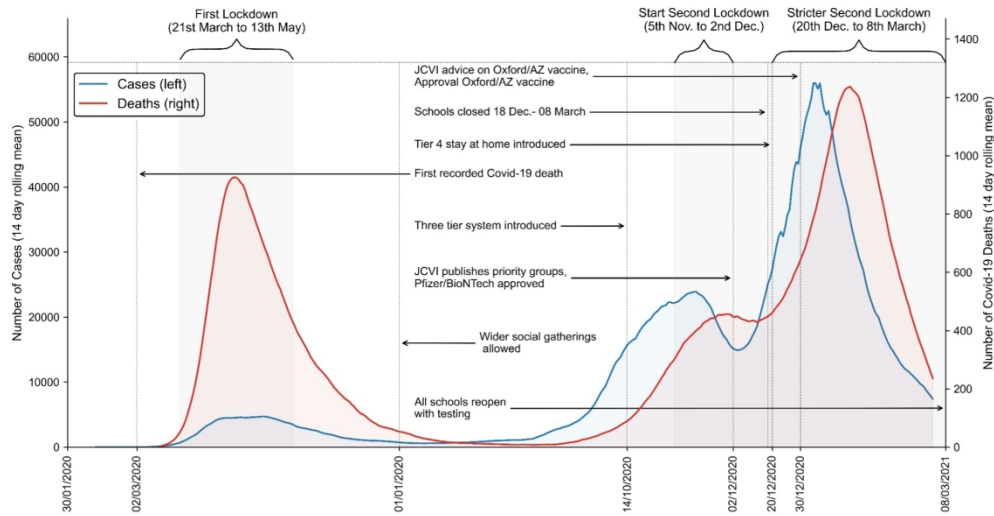 First Lockdown
(21st March to 13th May)
Start Second Lockdown
(5th Nov. to 2nd Dec.)
Stricter Second Lockdown
(20th Dec. to 8th March)
Cases (left)
Deaths (right)
JCVI advice on Oxford/AZ vaccine,
Approval Oxford/AZ vaccine
Schools closed 18 Dec.- 08 March
Tier 4 stay at home introduced
First recorded Covid-19 death
Three tier system introduced
JCVI publishes priority groups,
Pfizer/BioNTech approved
Wider social gatherings
allowed
All schools reopen
with testing
Number of Cases (14 day rolling mean)
60000
50000
40000
30000
20000
10000
0
Number of Covid-19 Deaths (14 day rolling mean)
1400
1200
1000
800
600
400
200
0
30/01/2020
02/03/2020
01/01/2020
14/10/2020
02/12/2020
20/12/2020
30/12/2020
08/03/2021